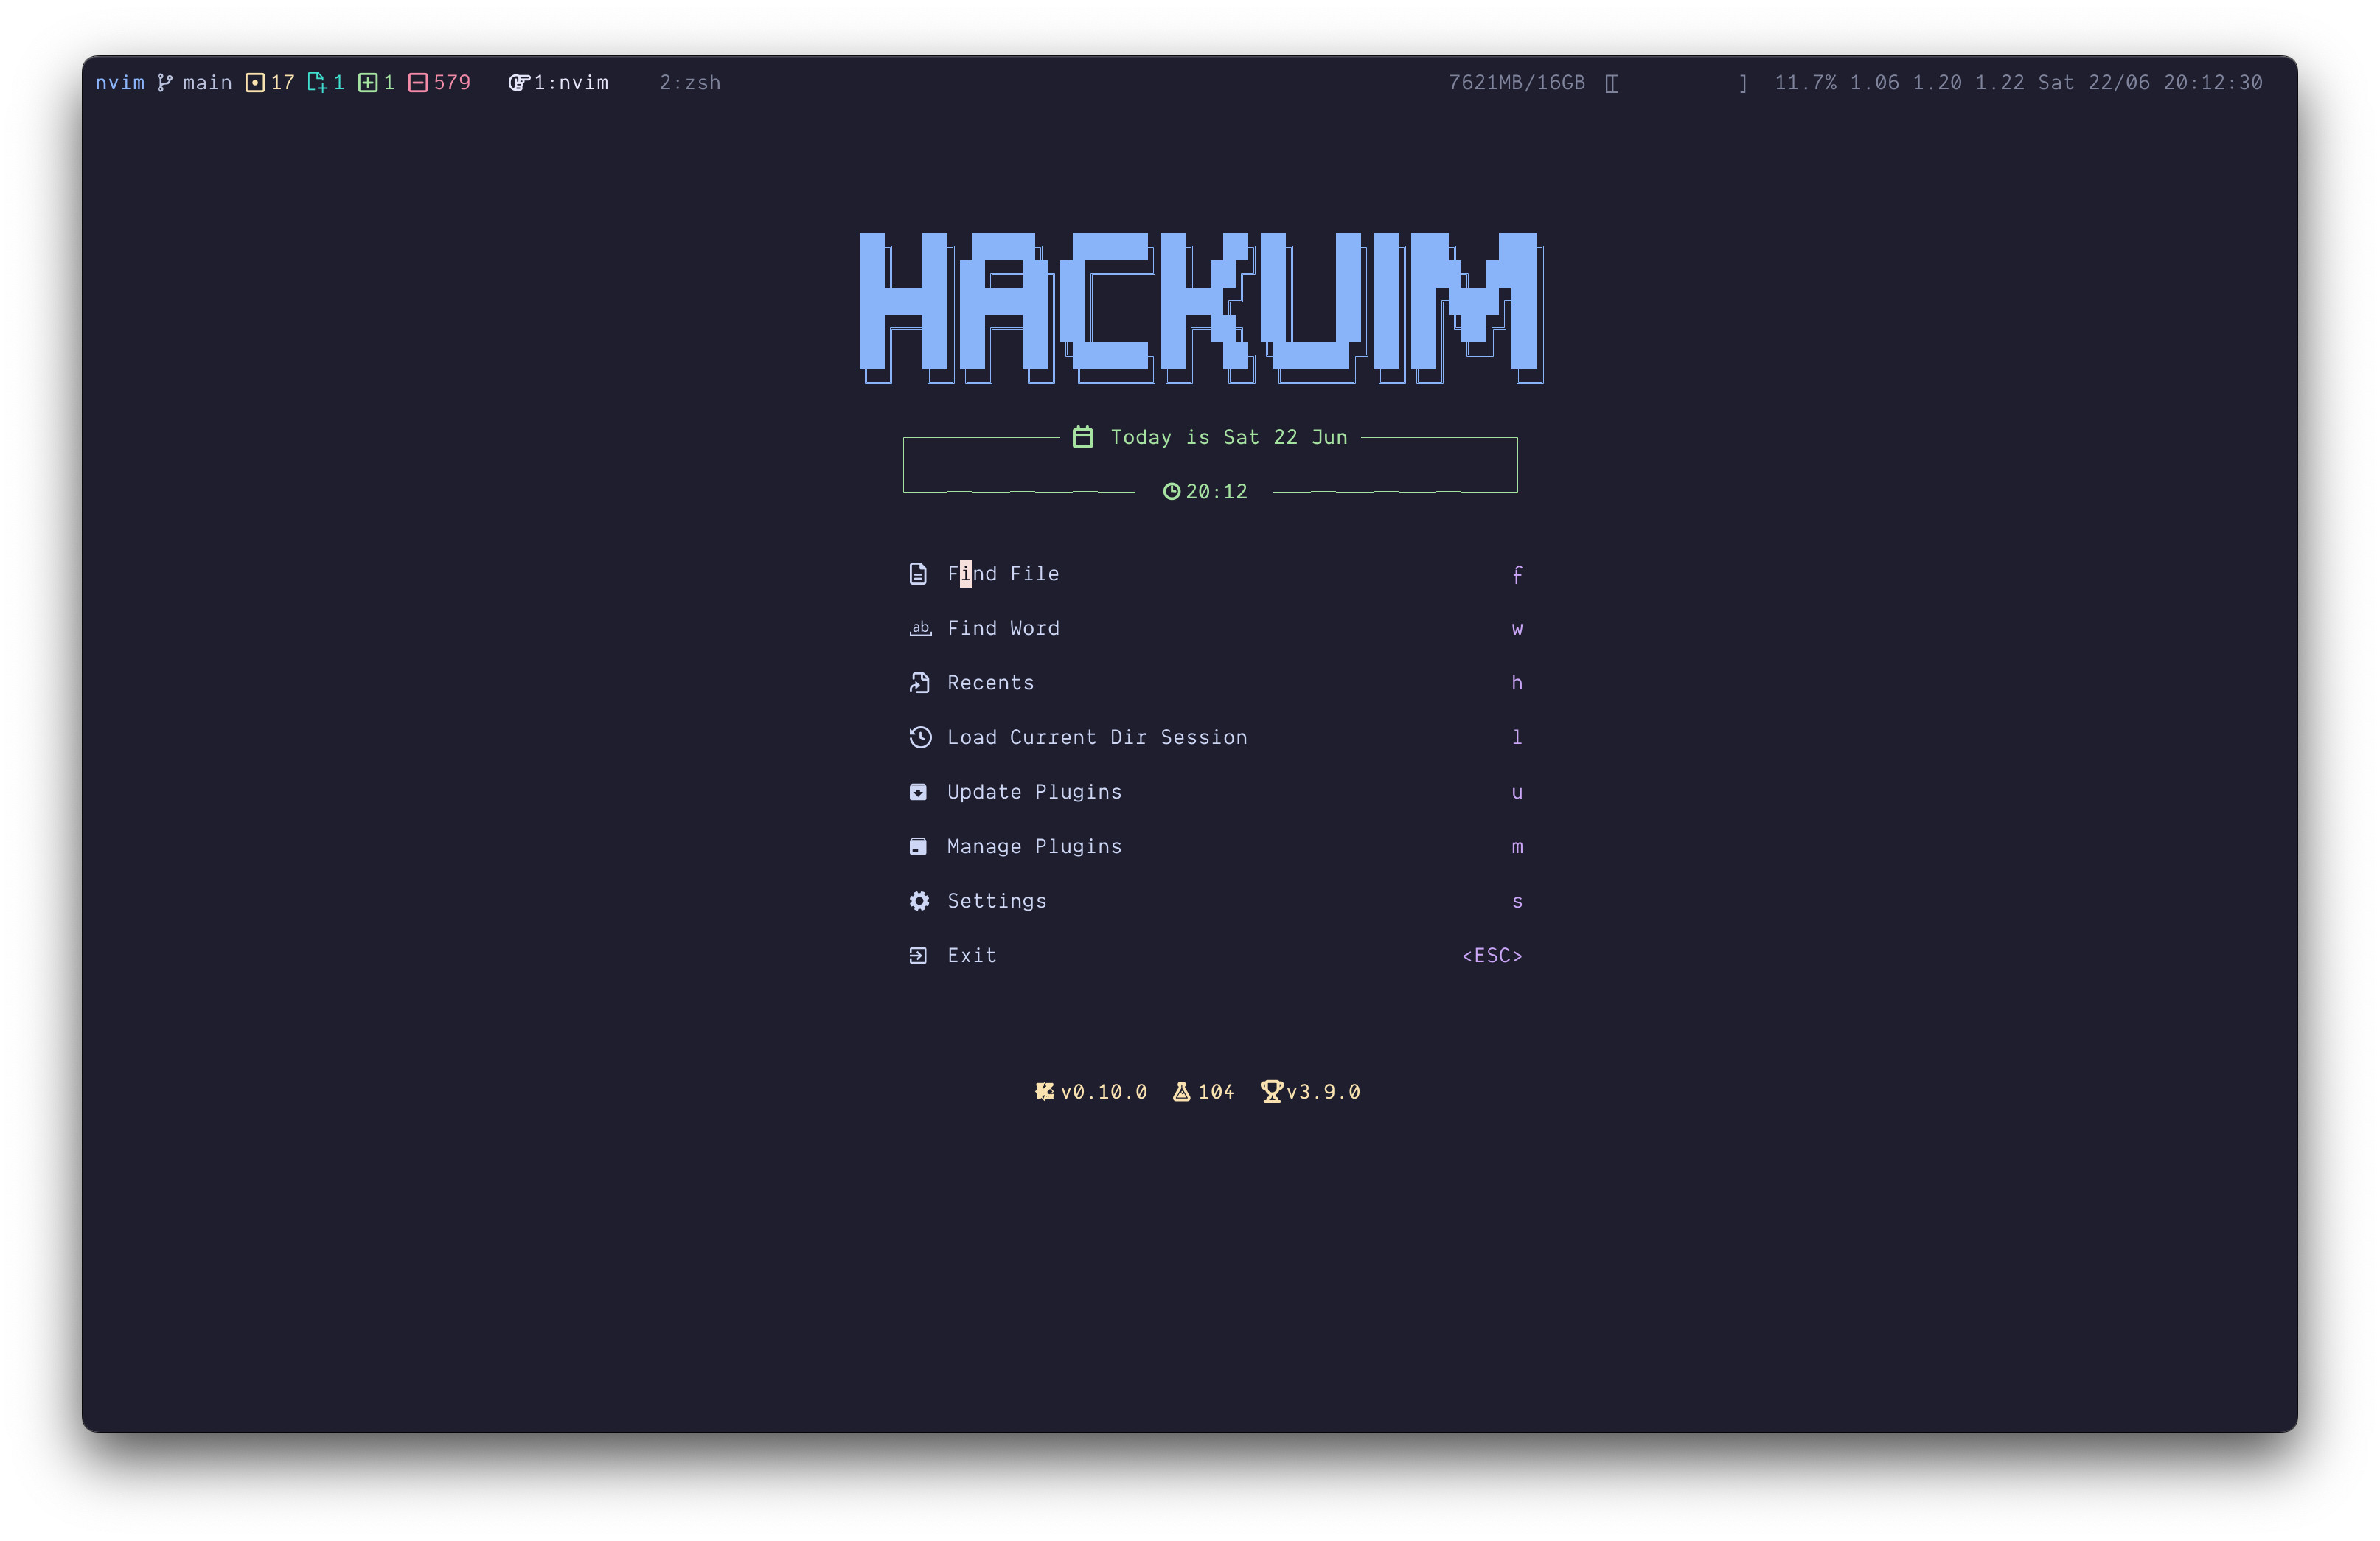 nvim main 17 1 1 579 1:nvim 2:zsh 7621MB/16GB [[ ] 11.7% 1.06 1.20 1.22 Sat 22/06 20:12:30
HACKUIM
Today is Sat 22 Jun
20:12
Find File f
ab Find Word w
Recents h
Load Current Dir Session l
Update Plugins u
Manage Plugins m
Settings s
Exit <ESC>
v0.10.0 104 v3.9.0